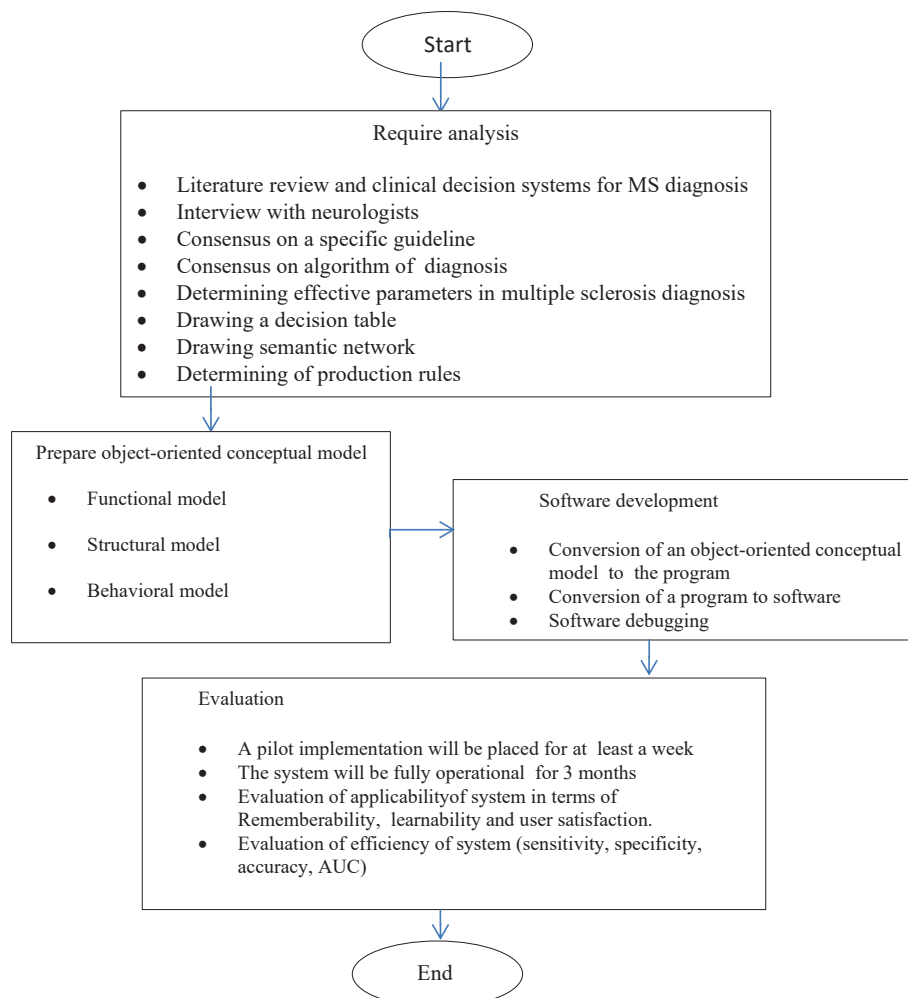 Start
Require analysis
• Literature review and clinical decision systems for MS diagnosis
• Interview with neurologists
• Consensus on a specific guideline
• Consensus on algorithm of diagnosis
• Determining effective parameters in multiple sclerosis diagnosis
• Drawing a decision table
• Drawing semantic network
• Determining of production rules
Prepare object-oriented conceptual model
• Functional model
• Structural model
• Behavioral model
Software development
• Conversion of an object-oriented conceptual
model to the program
• Conversion of a program to software
• Software debugging
Evaluation
• A pilot implementation will be placed for at least a week
• The system will be fully operational for 3 months
• Evaluation of applicabilityof system in terms of
Rememberability, learnability and user satisfaction.
• Evaluation of efficiency of system (sensitivity, specificity,
accuracy, AUC)
End